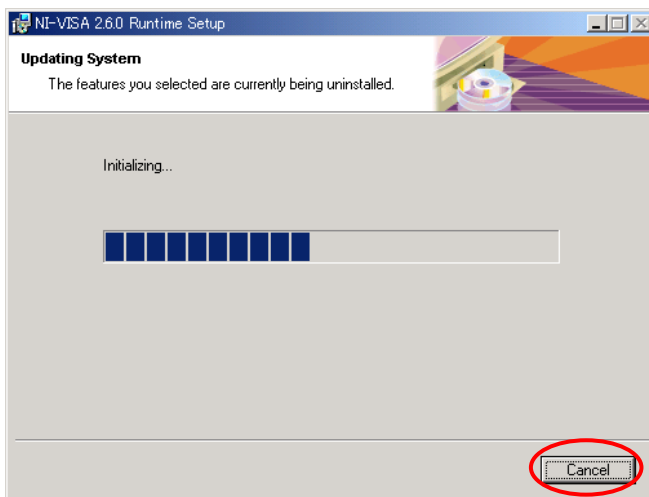 NI-VISA 2.6.0 Runtime Setup
Updating System
The features you selected are currently being uninstalled.
Initializing...
Cancel